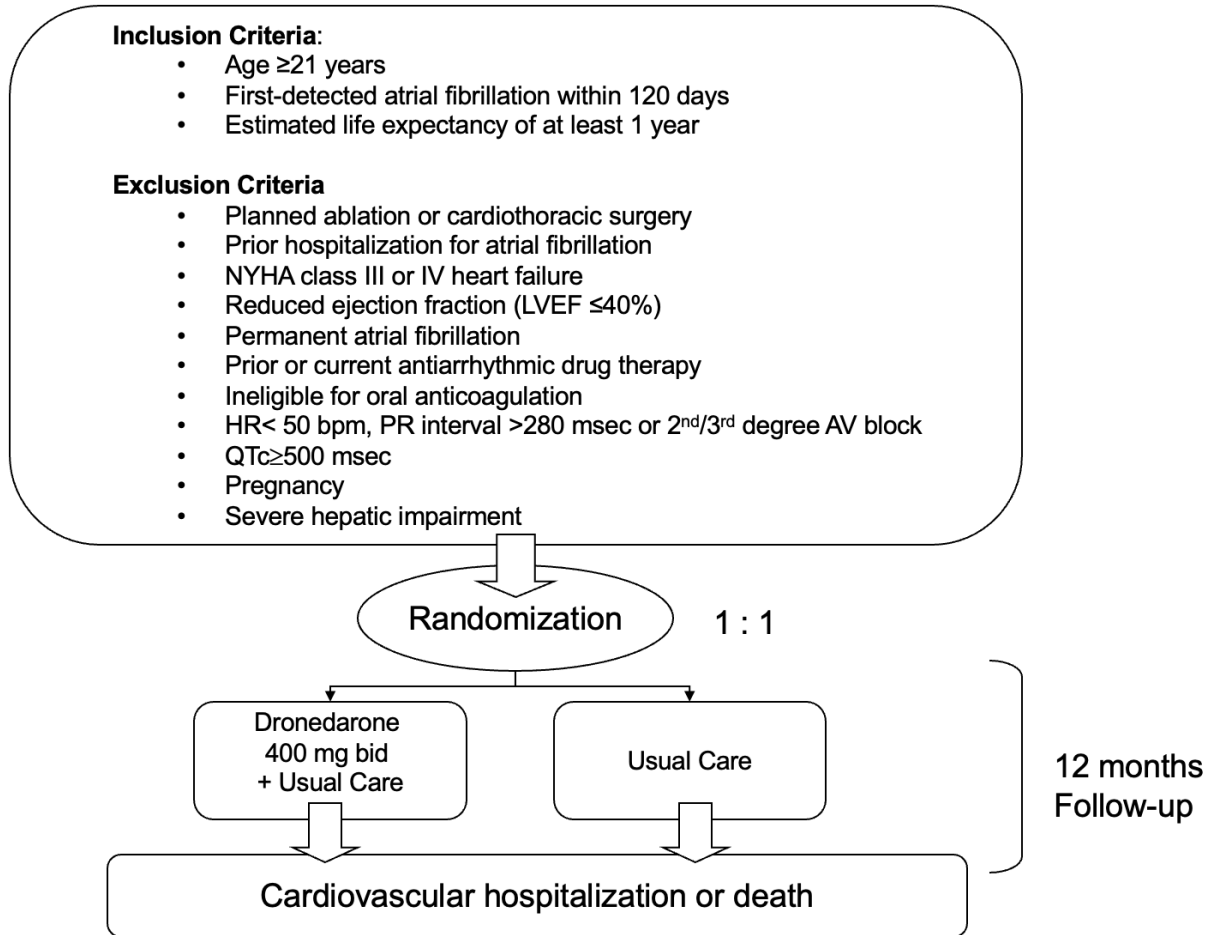 Inclusion Criteria:
• Age ≥21 years
• First-detected atrial fibrillation within 120 days
• Estimated life expectancy of at least 1 year
Exclusion Criteria
• Planned ablation or cardiothoracic surgery
• Prior hospitalization for atrial fibrillation
• NYHA class III or IV heart failure
• Reduced ejection fraction (LVEF ≤40%)
• Permanent atrial fibrillation
• Prior or current antiarrhythmic drug therapy
• Ineligible for oral anticoagulation
• HR< 50 bpm, PR interval >280 msec or 2nd/3rd degree AV block
• QTc≥500 msec
• Pregnancy
• Severe hepatic impairment
Randomization
1 : 1
Dronedarone
400 mg bid
+ Usual Care
Usual Care
12 months
Follow-up
Cardiovascular hospitalization or death